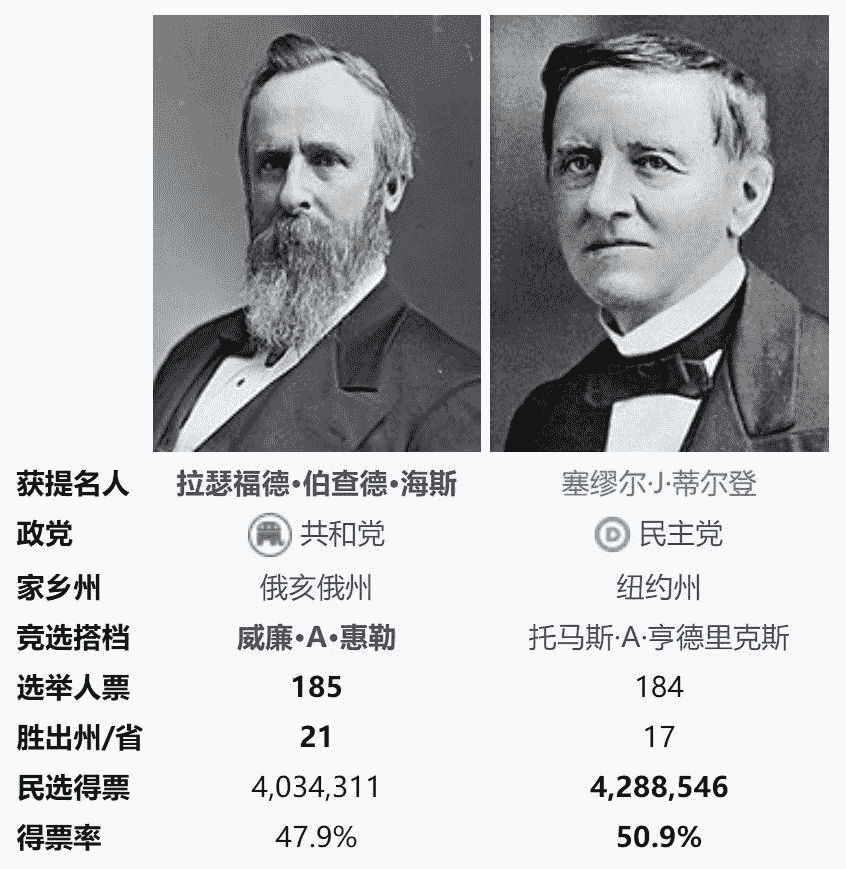 获提名人 拉瑟福德•伯查德•海斯 塞缪尔·J·蒂尔登
政党 共和党 D 民主党
家乡州 俄亥俄州 纽约州
竞选搭档 威廉•A•惠勒 托马斯·A·亨德里克斯
选举人票 185 184
胜出州/省 21 17
民选得票 4,034,311 4,288,546
得票率 47.9% 50.9%